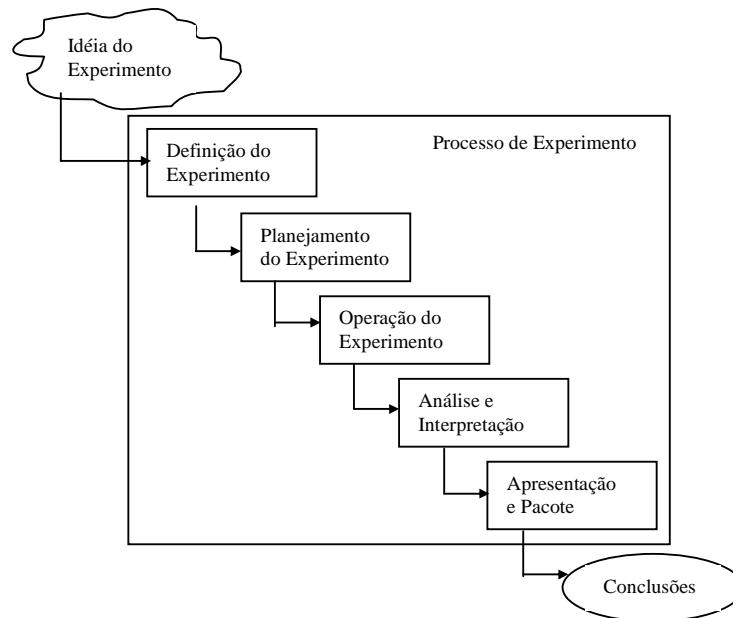 Idéia do
Experimento
Processo de Experimento
Definição do
Experimento
Planejamento
do Experimento
Operação do
Experimento
Análise e
Interpretação
Apresentação
e Pacote
Conclusões